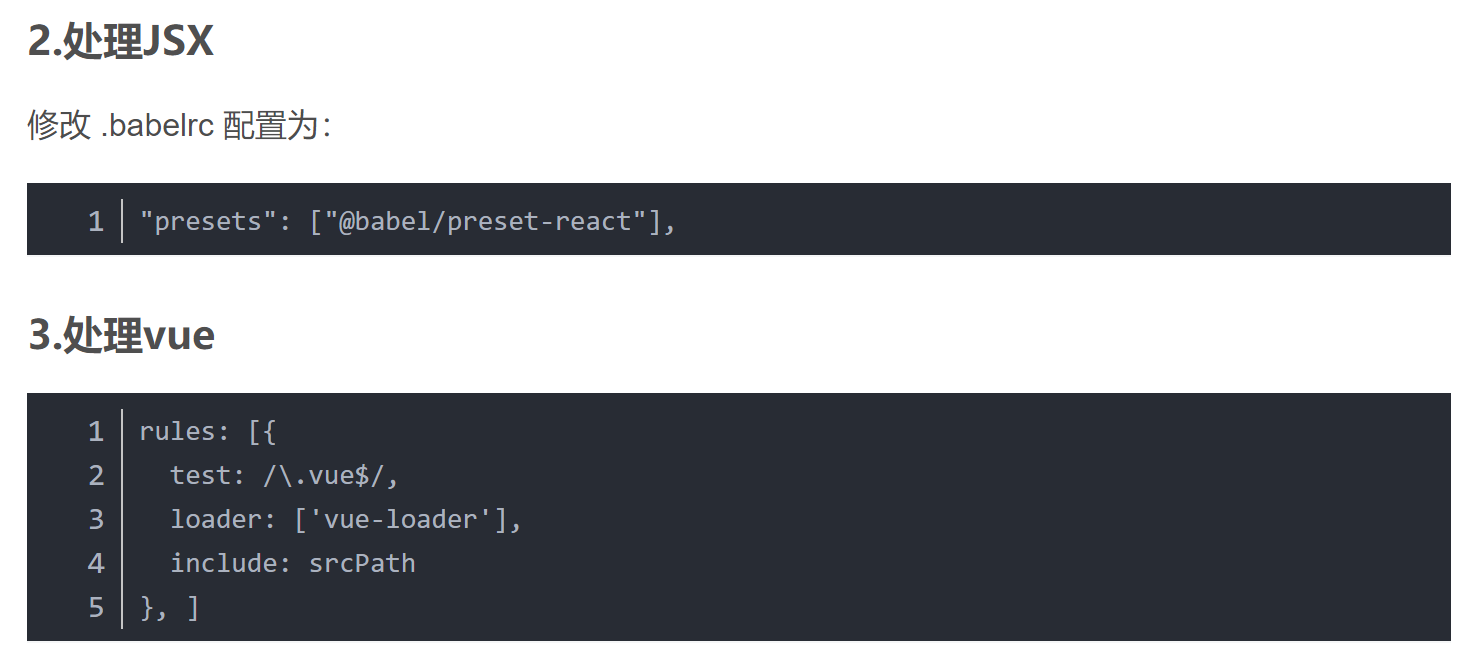 2.处理JSX
修改 .babelrc 配置为：
1 "presets": ["@babel/preset-react"],
3.处理vue
1 rules: [{
2   test: /\.vue$/,
3   loader: ['vue-loader'],
4   include: srcPath
5 }, ]